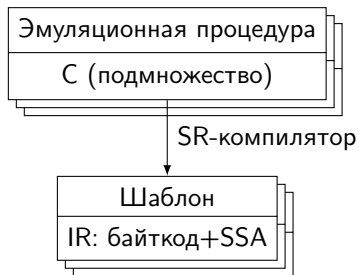 Эмуляционная процедура
C (подмножество)
SR-компилятор
Шаблон
IR: байткод+SSA